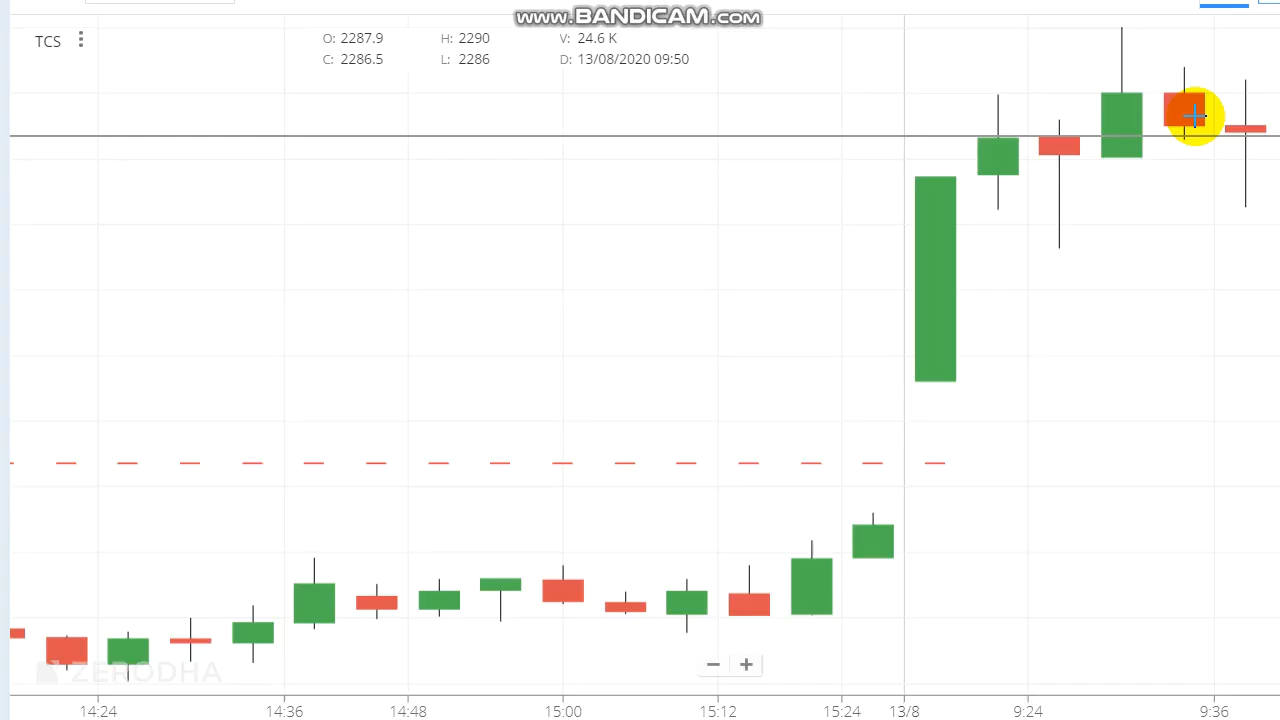 www.BANDICAM.com
TCS
O: 2287.9 H: 2290 V: 24.6 K
C: 2286.5 L: 2286 D: 13/08/2020 09:50
ZERODHA
14:24 14:36 14:48 15:00 15:12 15:24 13/8 9:24 9:36